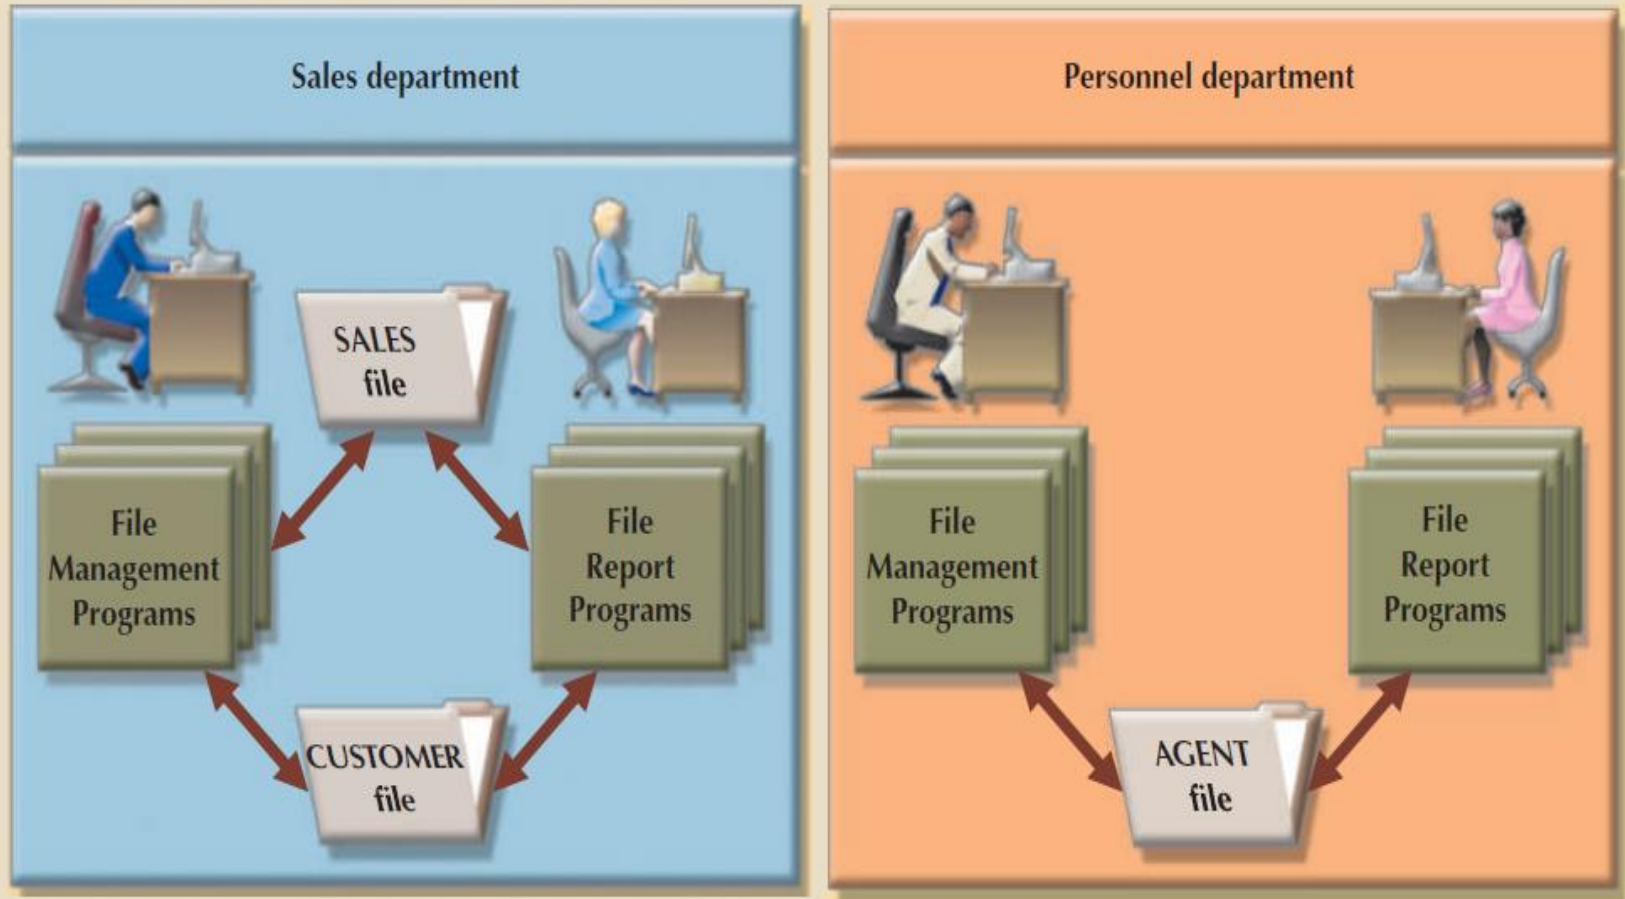 Sales department
SALES
file
File
Management
Programs
File
Report
Programs
CUSTOMER
file
Personnel department
File
Management
Programs
File
Report
Programs
AGENT
file